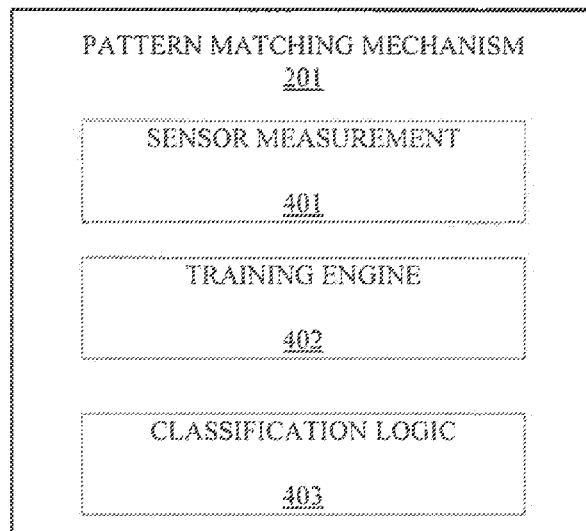 PATTERN MATCHING MECHANISM
201
SENSOR MEASUREMENT
401
TRAINING ENGINE
402
CLASSIFICATION LOGIC
403